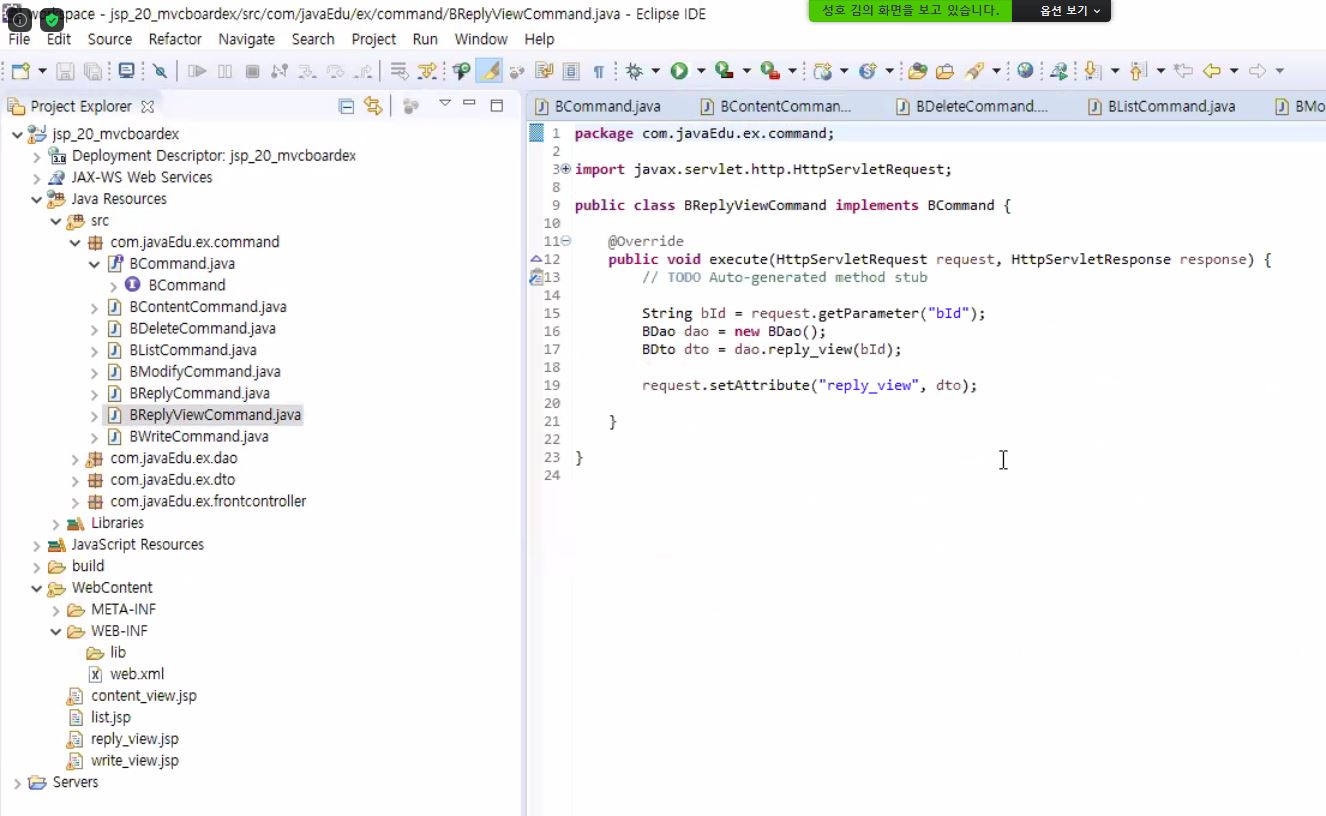 workspace - jsp_20_mvcboardex/src/com/javaEdu/ex/command/BReplyViewCommand.java - Eclipse IDE
성호 김의 화면을 보고 있습니다. 옵션 보기
File Edit Source Refactor Navigate Search Project Run Window Help
Project Explorer
jsp_20_mvcboardex
Deployment Descriptor: jsp_20_mvcboardex
JAX-WS Web Services
Java Resources
src
com.javaEdu.ex.command
BCommand.java
BCommand
BContentCommand.java
BDeleteCommand.java
BListCommand.java
BModifyCommand.java
BReplyCommand.java
BReplyViewCommand.java
BWriteCommand.java
com.javaEdu.ex.dao
com.javaEdu.ex.dto
com.javaEdu.ex.frontcontroller
Libraries
JavaScript Resources
build
WebContent
META-INF
WEB-INF
lib
web.xml
content_view.jsp
list.jsp
reply_view.jsp
write_view.jsp
Servers
BCommand.java BContentComman... BDeleteCommand.... BListCommand.java BMo
1 package com.javaEdu.ex.command;
2
3 import javax.servlet.http.HttpServletRequest;
8
9 public class BReplyViewCommand implements BCommand {
10
11 @Override
12 public void execute(HttpServletRequest request, HttpServletResponse response) {
13 // TODO Auto-generated method stub
14
15 String bId = request.getParameter("bId");
16 BDao dao = new BDao();
17 BDto dto = dao.reply_view(bId);
18
19 request.setAttribute("reply_view", dto);
20
21 }
22
23 }
24